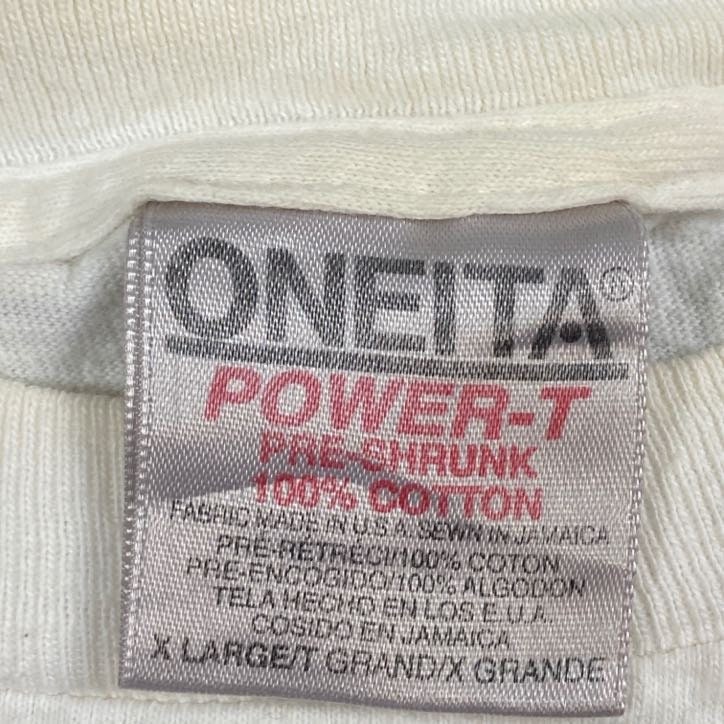 ONEITA®
POWER-T
PRE-SHRUNK
100% COTTON
FABRIC MADE IN U.S.A. SEWN IN JAMAICA
PRÉ-RÉTRÉCI/100% COTON
PRE-ENCOGIDO/100% ALGODON
TELA HECHO EN LOS E.U.A.
COSIDO EN JAMAICA
X LARGE/T GRAND/X GRANDE